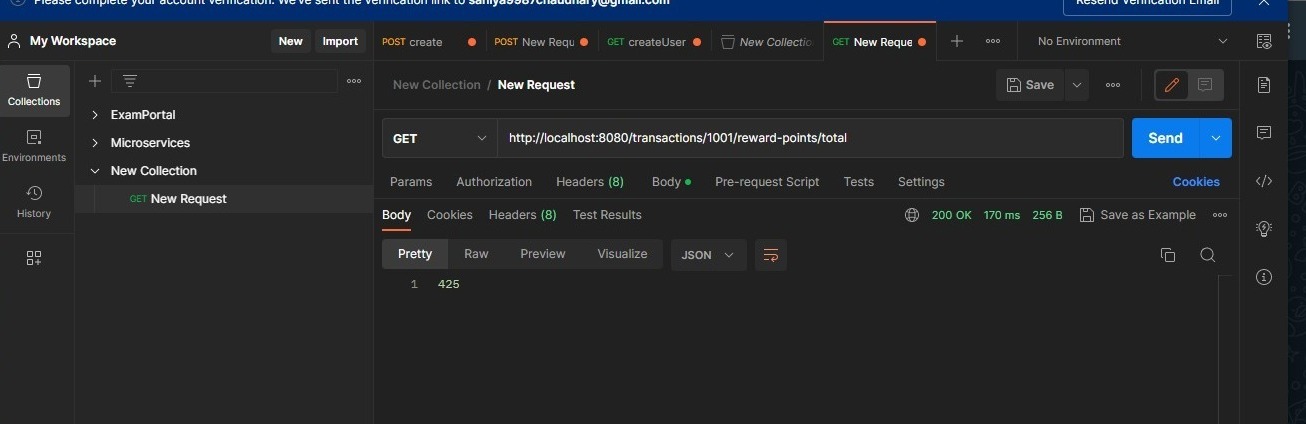 Please complete your account verification. We've sent the verification link to saniya9987chaudhary@gmail.com
Resend Verification Email
My Workspace
New
Import
POST create
POST New Requ
GET createUser
New Collectio
GET New Reque
No Environment
Collections
Environments
History
ExamPortal
Microservices
New Collection
GET New Request
New Collection / New Request
Save
GET
http://localhost:8080/transactions/1001/reward-points/total
Send
Params Authorization Headers (8) Body Pre-request Script Tests Settings
Cookies
Body Cookies Headers (8) Test Results
200 OK 170 ms 256 B Save as Example
Pretty Raw Preview Visualize JSON
1 425